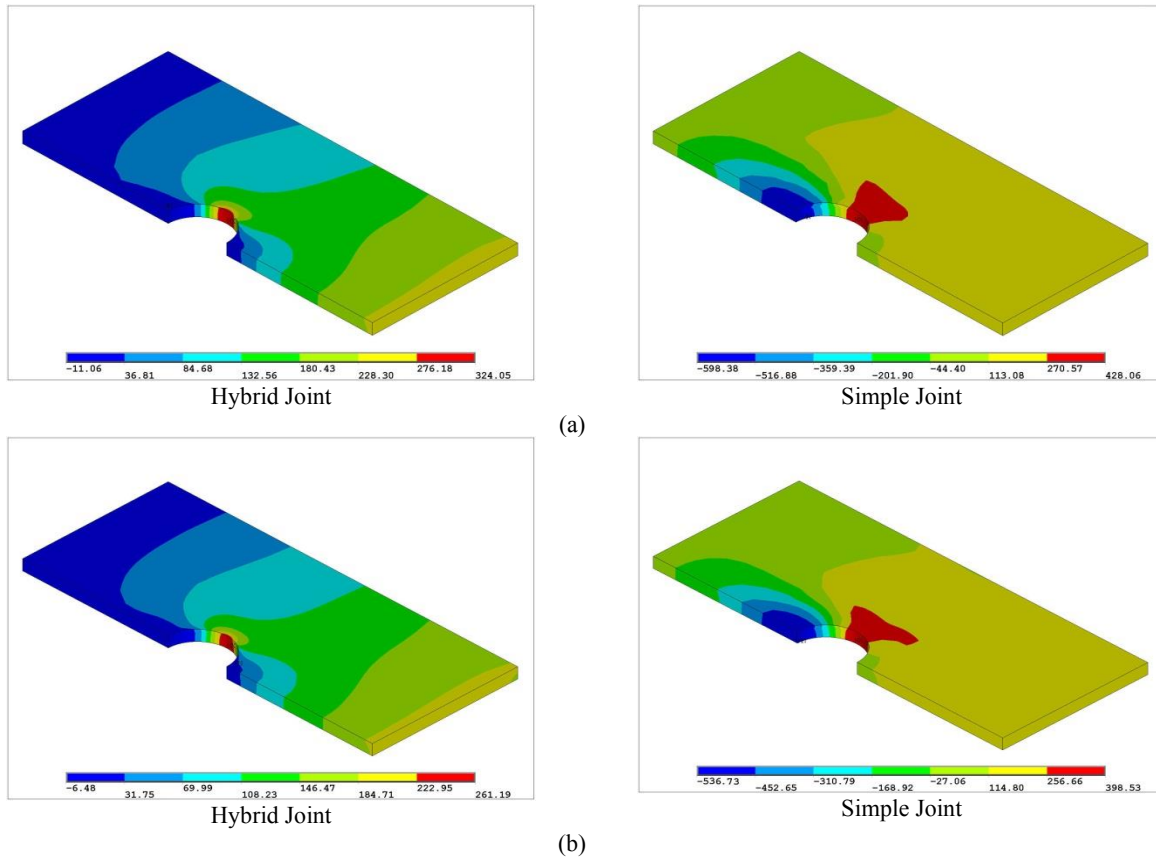 -11.06 84.68 180.43 276.18
36.81 132.56 228.30 324.05
Hybrid Joint
-598.38 -359.39 -44.40 270.57
-516.88 -201.90 113.08 428.06
Simple Joint
(a)
-6.48 69.99 146.47 222.95
31.75 108.23 184.71 261.19
Hybrid Joint
-536.73 -310.79 -27.06 256.66
-452.65 -168.92 114.80 398.53
Simple Joint
(b)